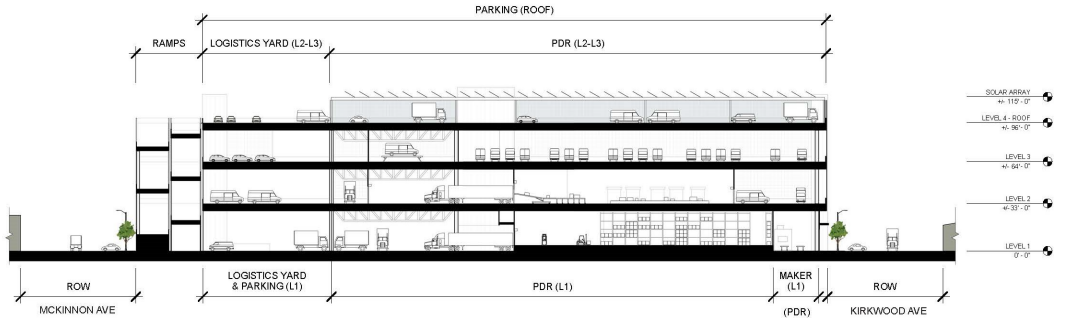 PARKING (ROOF)
RAMPS
LOGISTICS YARD (L2-L3)
PDR (L2-L3)
SOLAR ARRAY
+/- 115' - 0"
LEVEL 4 - ROOF
+/- 96' - 0"
LEVEL 3
+/- 64' - 0"
LEVEL 2
+/-33' - 0"
LEVEL 1
0' - 0"
ROW
MCKINNON AVE
LOGISTICS YARD
& PARKING (L1)
PDR (L1)
MAKER
(L1)
(PDR)
ROW
KIRKWOOD AVE